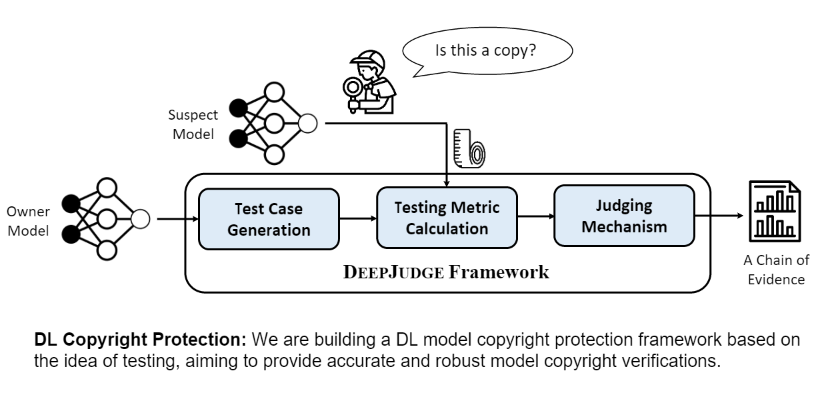 Is this a copy?
Suspect
Model
Owner
Model
Test Case
Generation
Testing Metric
Calculation
Judging
Mechanism
DEEPJUDGE Framework
A Chain of
Evidence
DL Copyright Protection: We are building a DL model copyright protection framework based on
the idea of testing, aiming to provide accurate and robust model copyright verifications.